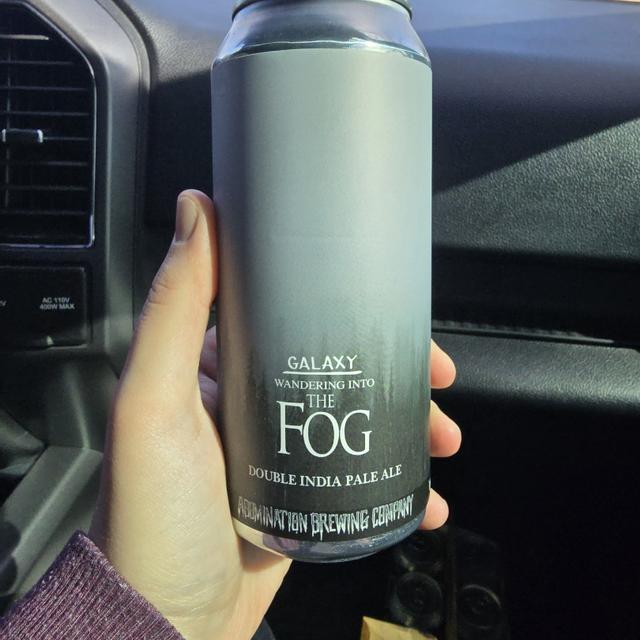 AC 110V
400W MAX
GALAXY
WANDERING INTO
THE
FOG
DOUBLE INDIA PALE ALE
ABOMINATION BREWING COMPANY